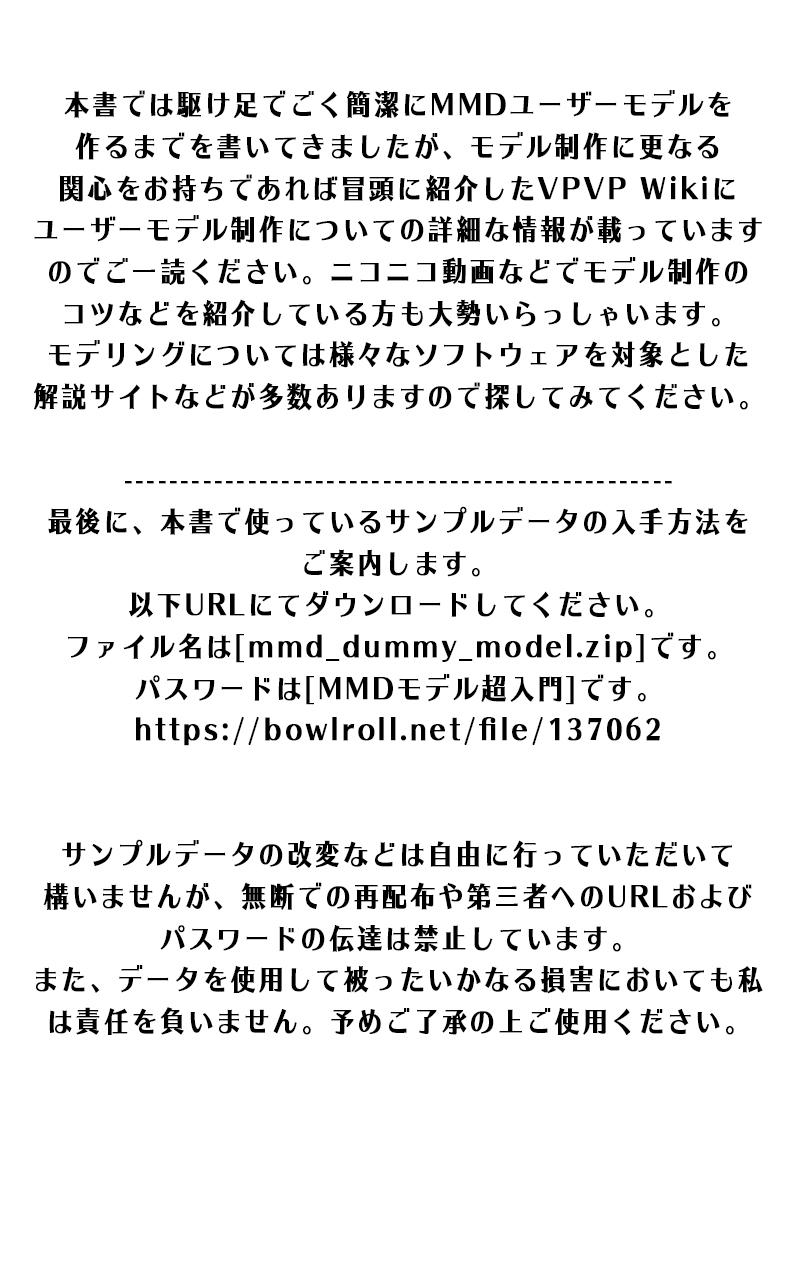 本書では駆け足でごく簡潔にMMDユーザーモデルを
作るまでを書いてきましたが、モデル制作に更なる
関心をお持ちであれば冒頭に紹介したVPVP Wikiに
ユーザーモデル制作についての詳細な情報が載っています
のでご一読ください。ニコニコ動画などでモデル制作の
コツなどを紹介している方も大勢いらっしゃいます。
モデリングについては様々なソフトウェアを対象とした
解説サイトなどが多数ありますので探してみてください。
-------------------------------------------------
最後に、本書で使っているサンプルデータの入手方法を
ご案内します。
以下URLにてダウンロードしてください。
ファイル名は[mmd_dummy_model.zip]です。
パスワードは[MMDモデル超入門]です。
https://bowlroll.net/file/137062
サンプルデータの改変などは自由に行っていただいて
構いませんが、無断での再配布や第三者へのURLおよび
パスワードの伝達は禁止しています。
また、データを使用して被ったいかなる損害においても私
は責任を負いません。予めご了承の上ご使用ください。